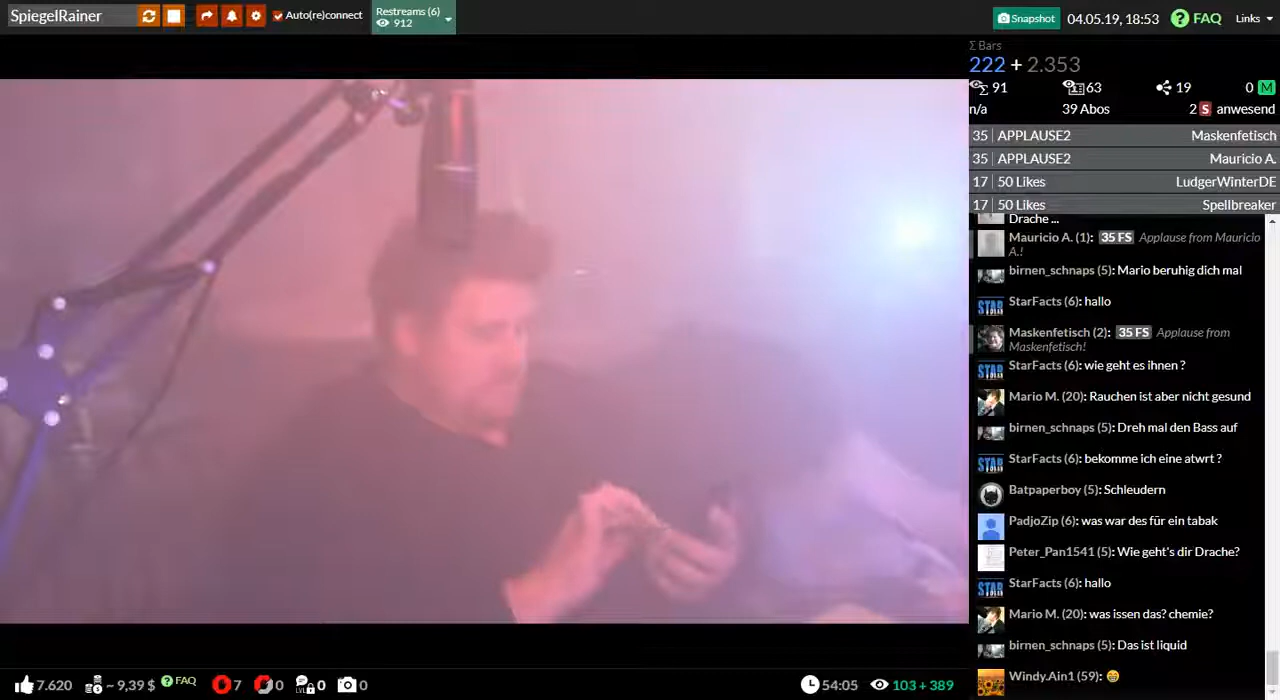 SpiegelRainer
Auto(re)connect
Restreams (6)
912
Snapshot
04.05.19, 18:53
? FAQ
Links
Σ Bars
222 + 2.353
Σ 91
63
19
0 M
n/a
39 Abos
2 S anwesend
35 | APPLAUSE2 Maskenfetisch
35 | APPLAUSE2 Mauricio A.
17 | 50 Likes LudgerWinterDE
17 | 50 Likes Spellbreaker
Drache ...
Mauricio A. (1): 35 FS Applause from Mauricio
A.!
birnen_schnaps (5): Mario beruhig dich mal
StarFacts (6): hallo
Maskenfetisch (2): 35 FS Applause from
Maskenfetisch!
StarFacts (6): wie geht es ihnen ?
Mario M. (20): Rauchen ist aber nicht gesund
birnen_schnaps (5): Dreh mal den Bass auf
StarFacts (6): bekomme ich eine atwrt ?
Batpaperboy (5): Schleudern
PadjoZip (6): was war des für ein tabak
Peter_Pan1541 (5): Wie geht's dir Drache?
StarFacts (6): hallo
Mario M. (20): was issen das? chemie?
birnen_schnaps (5): Das ist liquid
Windy.Ain1 (59):
7.620
~ 9,39 $
? FAQ
7
0
LVL
0
0
54:05
103 + 389